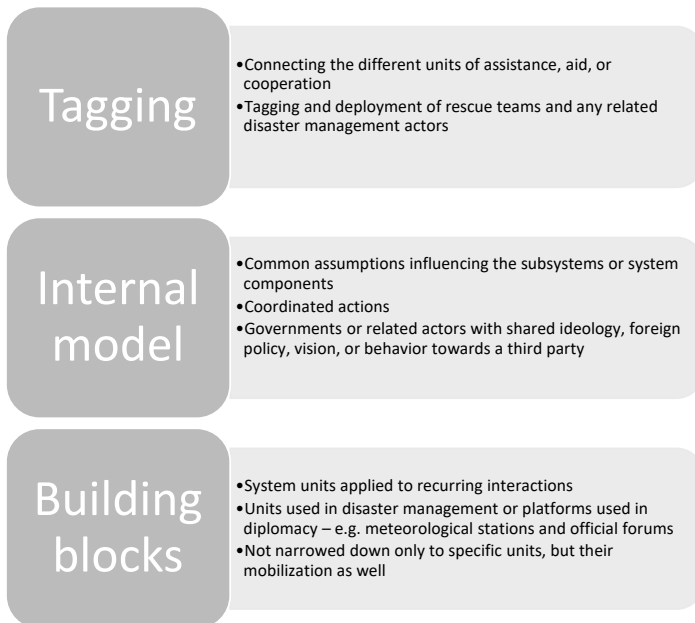 Tagging
•Connecting the different units of assistance, aid, or
cooperation
•Tagging and deployment of rescue teams and any related
disaster management actors
Internal
model
•Common assumptions influencing the subsystems or system
components
•Coordinated actions
•Governments or related actors with shared ideology, foreign
policy, vision, or behavior towards a third party
Building
blocks
•System units applied to recurring interactions
•Units used in disaster management or platforms used in
diplomacy – e.g. meteorological stations and official forums
•Not narrowed down only to specific units, but their
mobilization as well